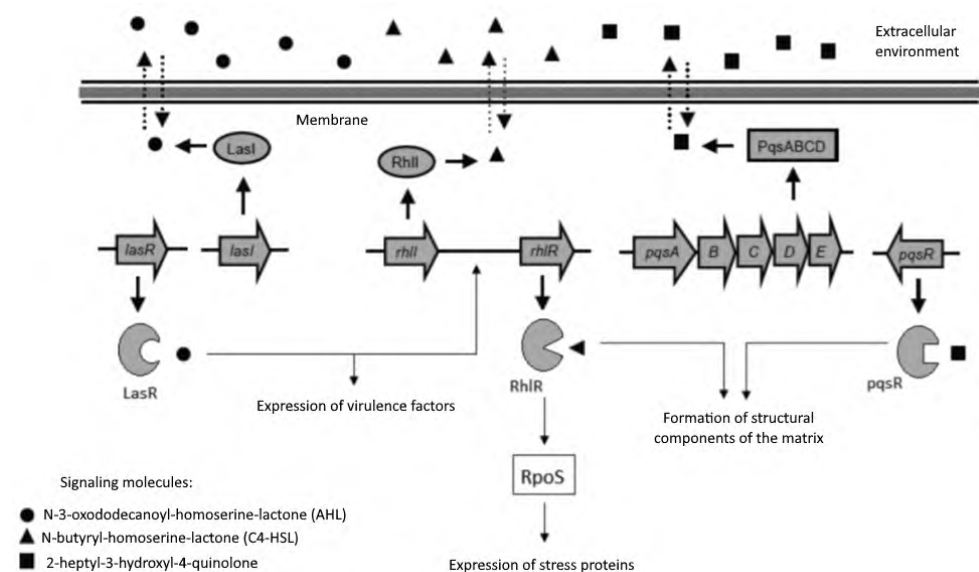 Extracellular
environment
Membrane
LasI
RhlI
PqsABCD
lasR
lasI
rhlI
rhlR
pqsA
B
C
D
E
pqsR
LasR
RhlR
pqsR
Expression of virulence factors
Formation of structural
components of the matrix
RpoS
Signaling molecules:
N-3-oxododecanoyl-homoserine-lactone (AHL)
N-butyryl-homoserine-lactone (C4-HSL)
2-heptyl-3-hydroxyl-4-quinolone
Expression of stress proteins